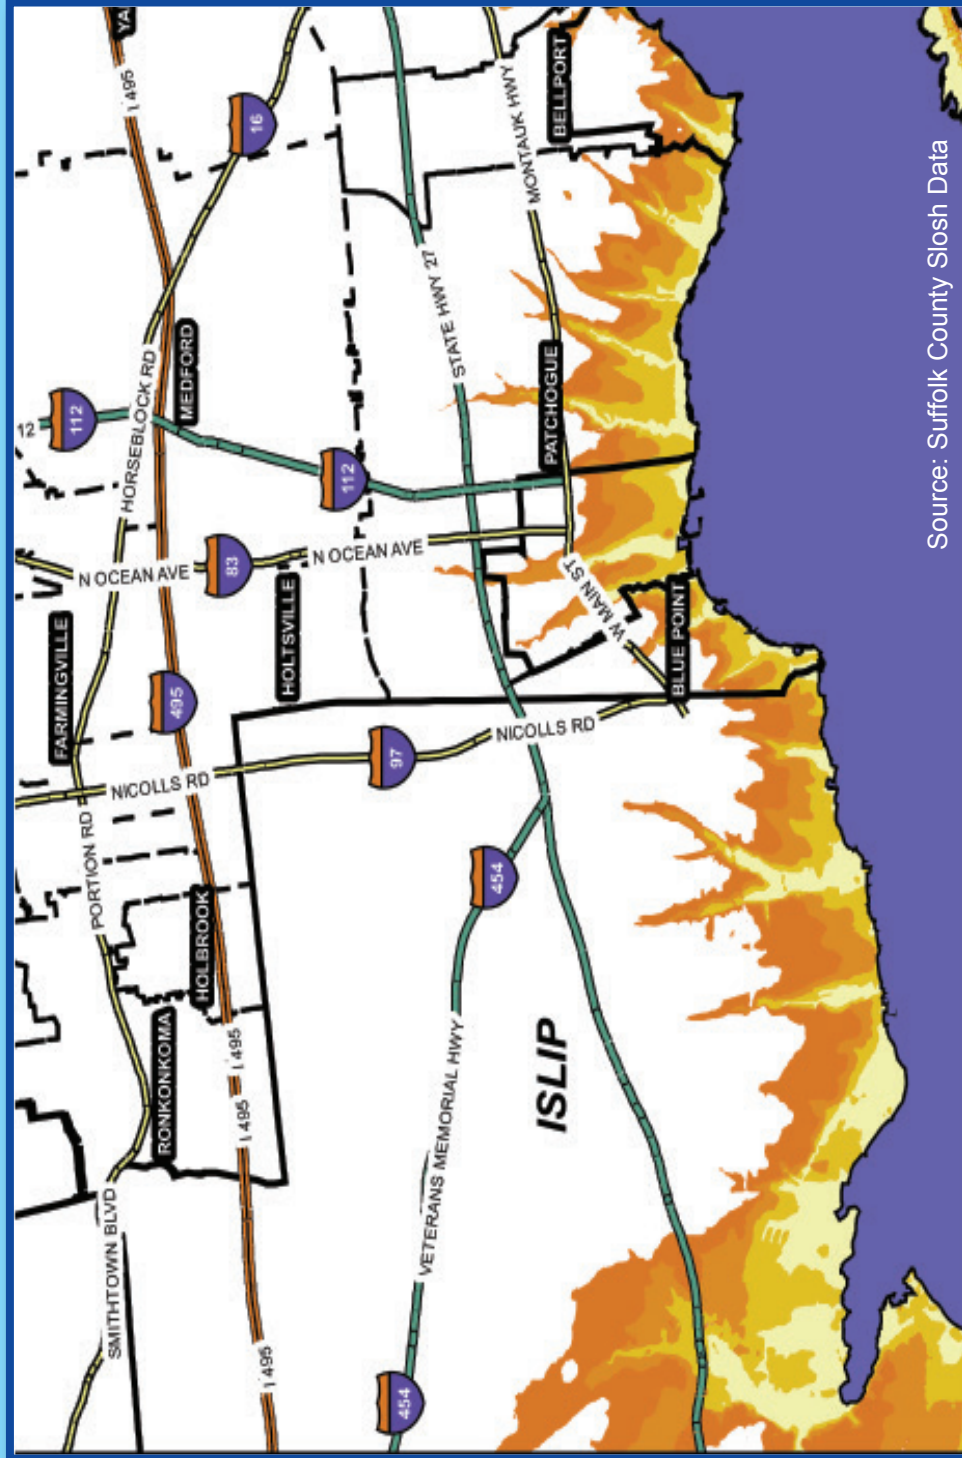 SMITHTOWN BLVD
RONKONKOMA
PORTION RD
HOLBROOK
FARMINGVILLE
NICOLLS RD
N OCEAN AVE
HORSEBLOCK RD
12
112
MEDFORD
16
I 495
YA
495
83
HOLTSVILLE
N OCEAN AVE
112
I 495
I 495
I 495
97
NICOLLS RD
454
VETERANS MEMORIAL HWY
454
ISLIP
STATE HWY 27
MONTAUK HWY
BELLPORT
PATCHOGUE
W MAIN ST
BLUE POINT
Source: Suffolk County Slosh Data